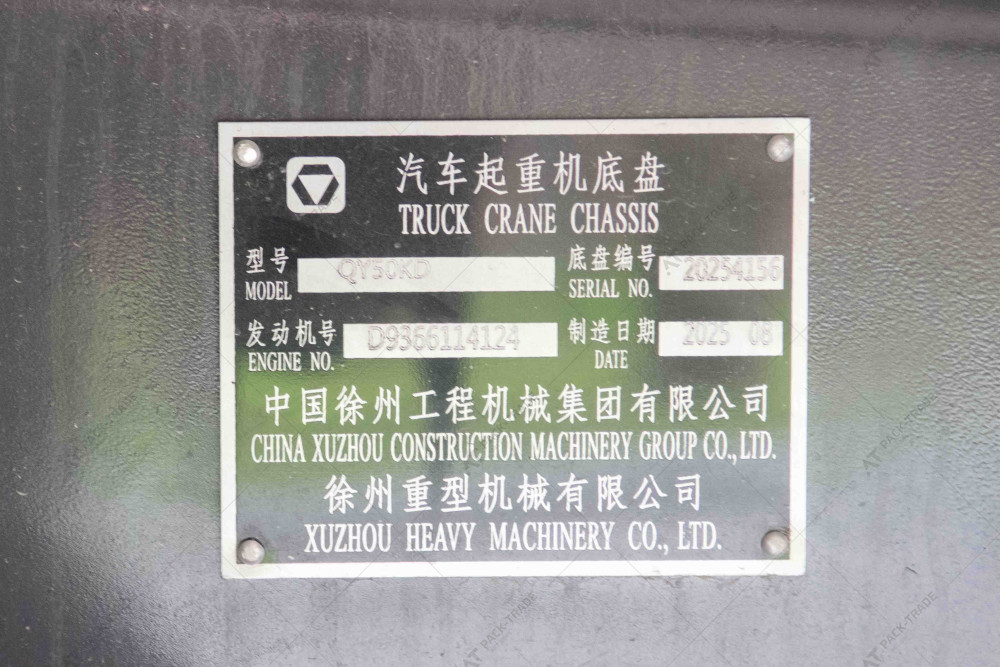 汽车起重机底盘
TRUCK CRANE CHASSIS
型号 QY50KD 底盘编号 20254156
MODEL SERIAL NO.
发动机号 D9366114124 制造日期 2025 08
ENGINE NO. DATE
中国徐州工程机械集团有限公司
CHINA XUZHOU CONSTRUCTION MACHINERY GROUP CO., LTD.
徐州重型机械有限公司
XUZHOU HEAVY MACHINERY CO., LTD.